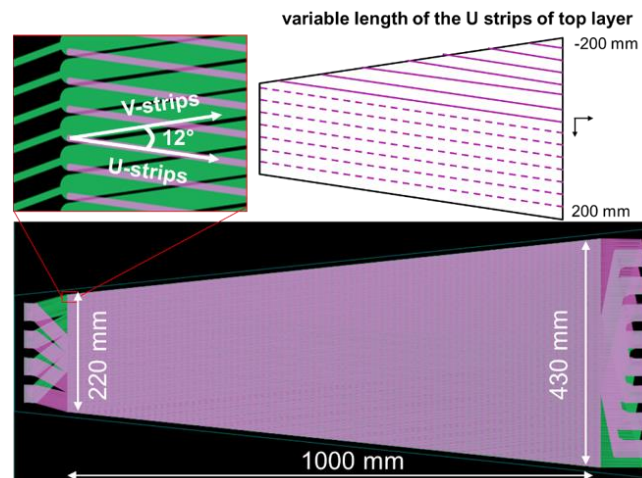 variable length of the U strips of top layer
-200 mm
V-strips
12°
U-strips
200 mm
220 mm
430 mm
1000 mm